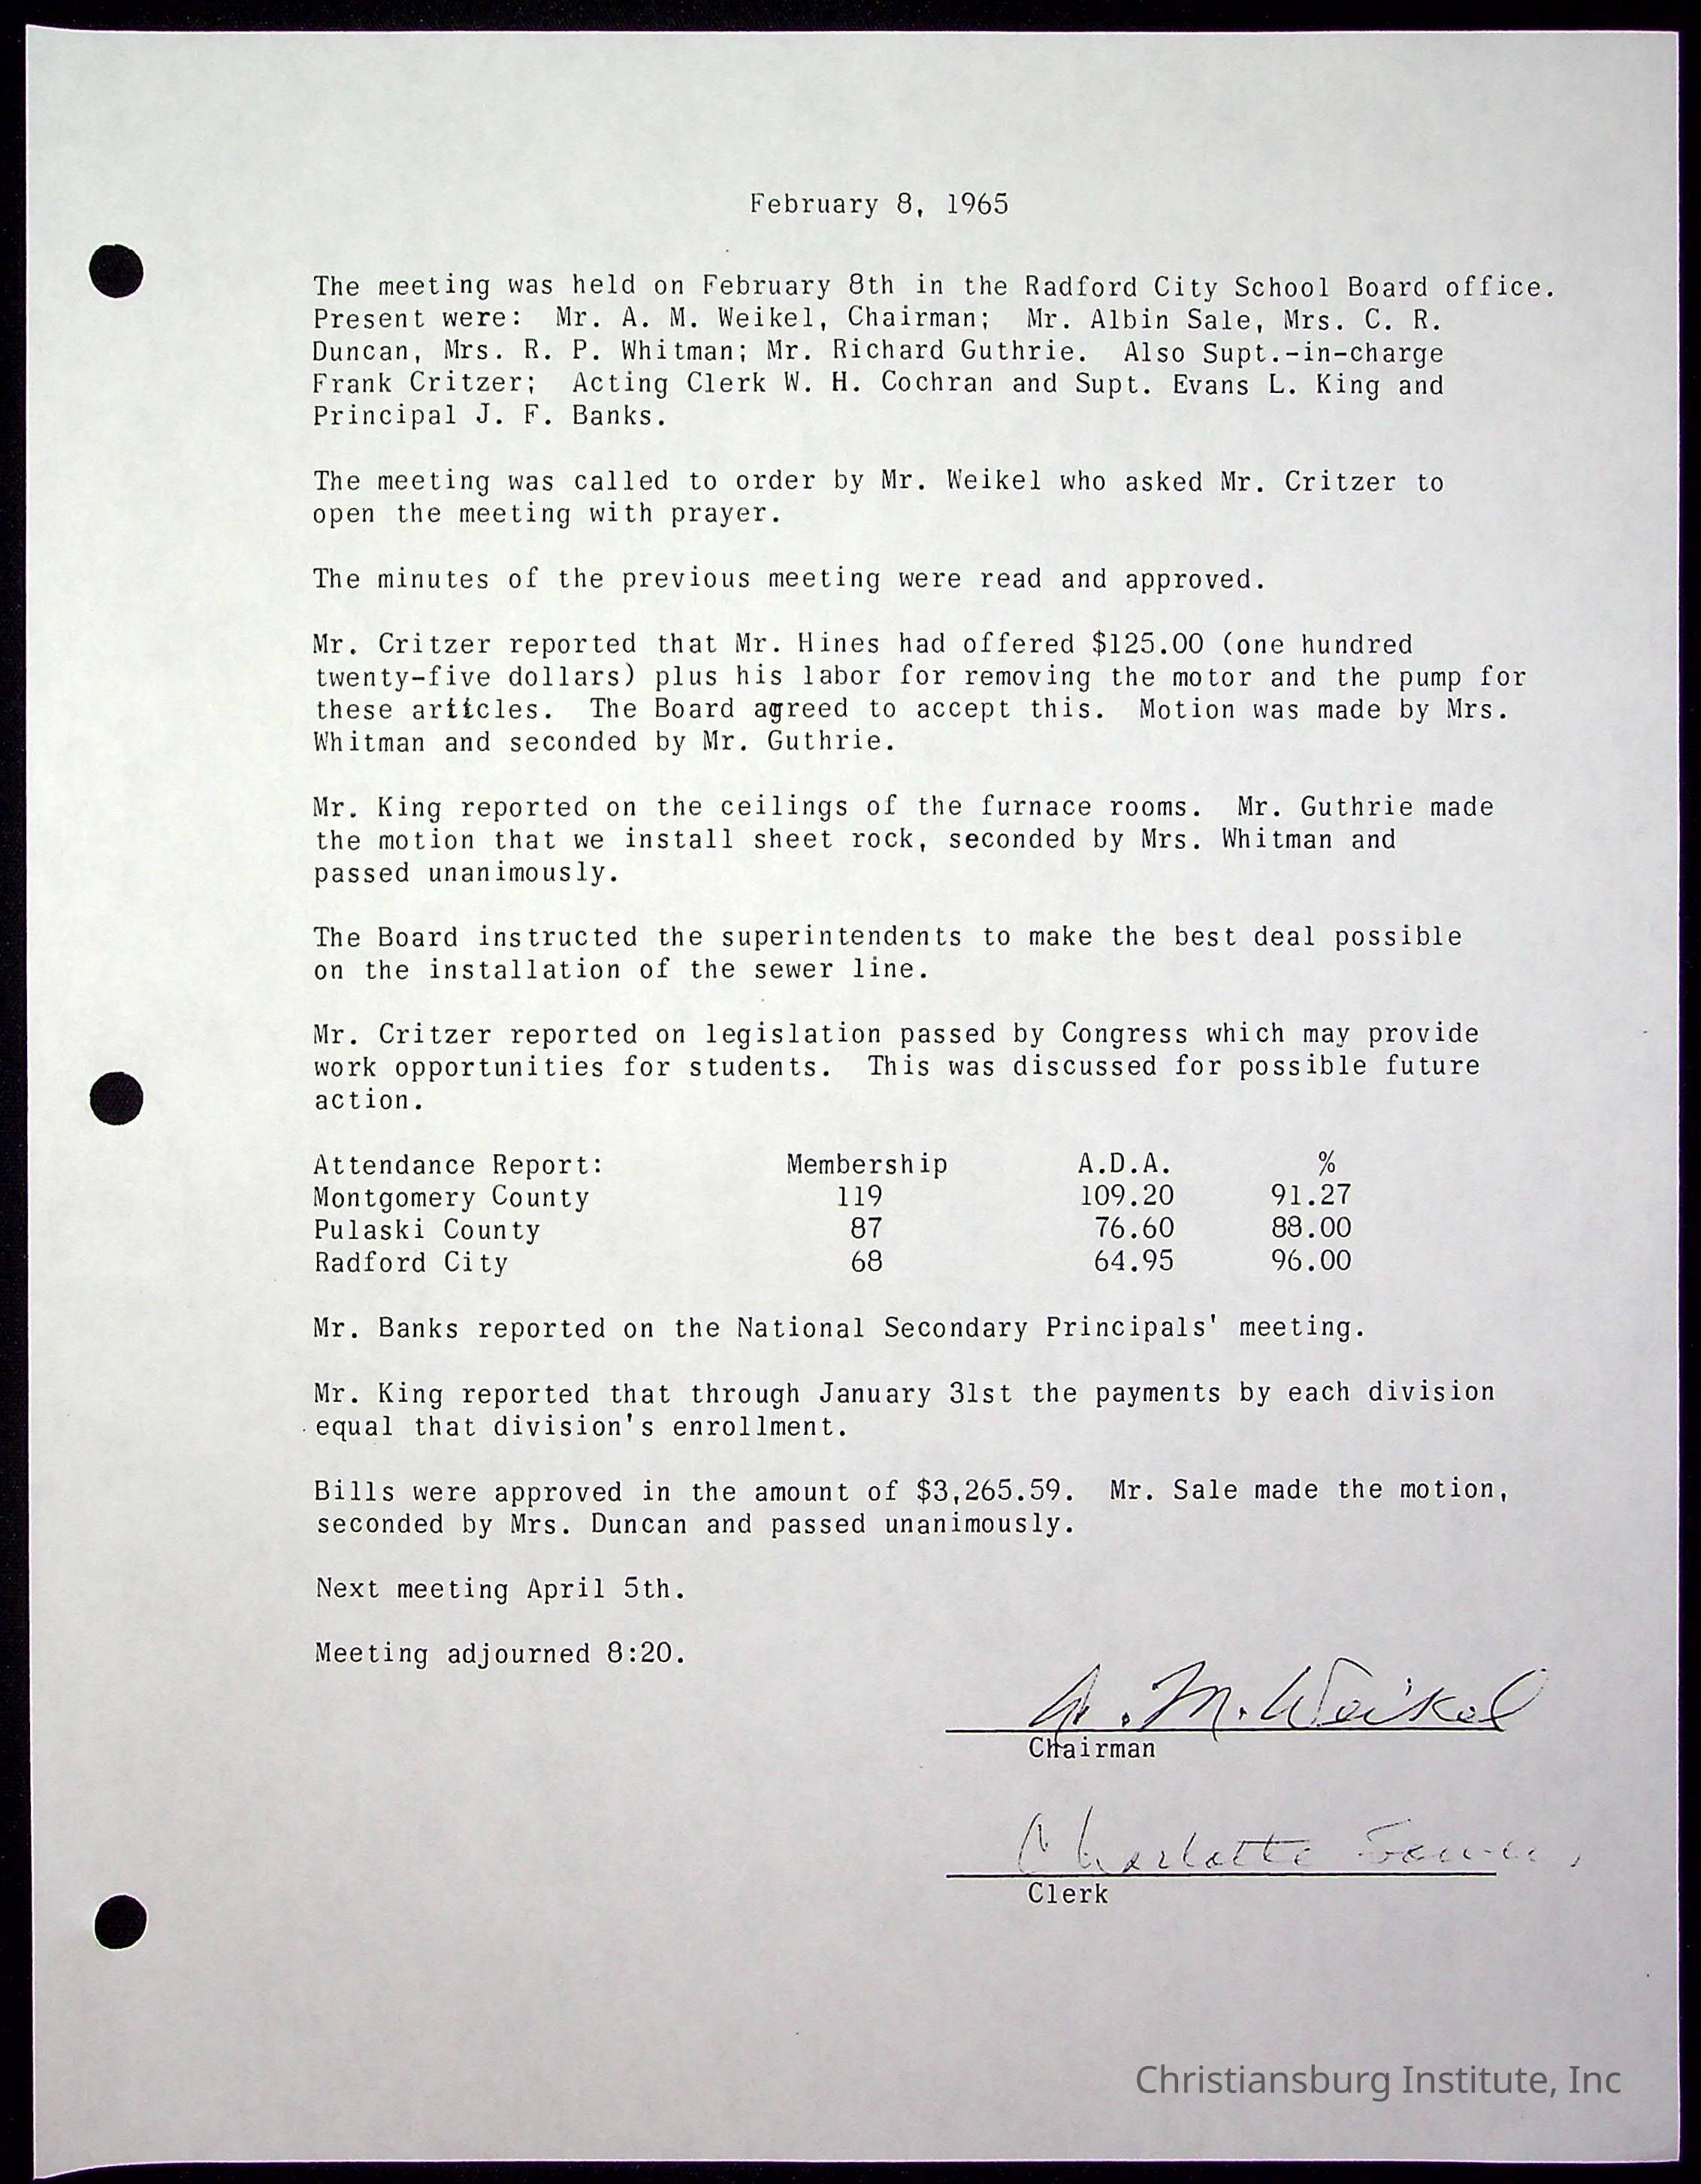 February 8, 1965
The meeting was held on February 8th in the Radford City School Board office.
Present were:  Mr. A. M. Weikel, Chairman;  Mr. Albin Sale, Mrs. C. R.
Duncan, Mrs. R. P. Whitman; Mr. Richard Guthrie.  Also Supt.-in-charge
Frank Critzer;  Acting Clerk W. H. Cochran and Supt. Evans L. King and
Principal J. F. Banks.
The meeting was called to order by Mr. Weikel who asked Mr. Critzer to
open the meeting with prayer.
The minutes of the previous meeting were read and approved.
Mr. Critzer reported that Mr. Hines had offered $125.00 (one hundred
twenty-five dollars) plus his labor for removing the motor and the pump for
these articles.  The Board agreed to accept this.  Motion was made by Mrs.
Whitman and seconded by Mr. Guthrie.
Mr. King reported on the ceilings of the furnace rooms.  Mr. Guthrie made
the motion that we install sheet rock, seconded by Mrs. Whitman and
passed unanimously.
The Board instructed the superintendents to make the best deal possible
on the installation of the sewer line.
Mr. Critzer reported on legislation passed by Congress which may provide
work opportunities for students.  This was discussed for possible future
action.
Attendance Report: Membership A.D.A. %
Montgomery County 119 109.20 91.27
Pulaski County 87 76.60 88.00
Radford City 68 64.95 96.00
Mr. Banks reported on the National Secondary Principals' meeting.
Mr. King reported that through January 31st the payments by each division
equal that division's enrollment.
Bills were approved in the amount of $3,265.59.  Mr. Sale made the motion,
seconded by Mrs. Duncan and passed unanimously.
Next meeting April 5th.
Meeting adjourned 8:20.
A. M. Weikel
Chairman
Charlotte
Clerk
Christiansburg Institute, Inc